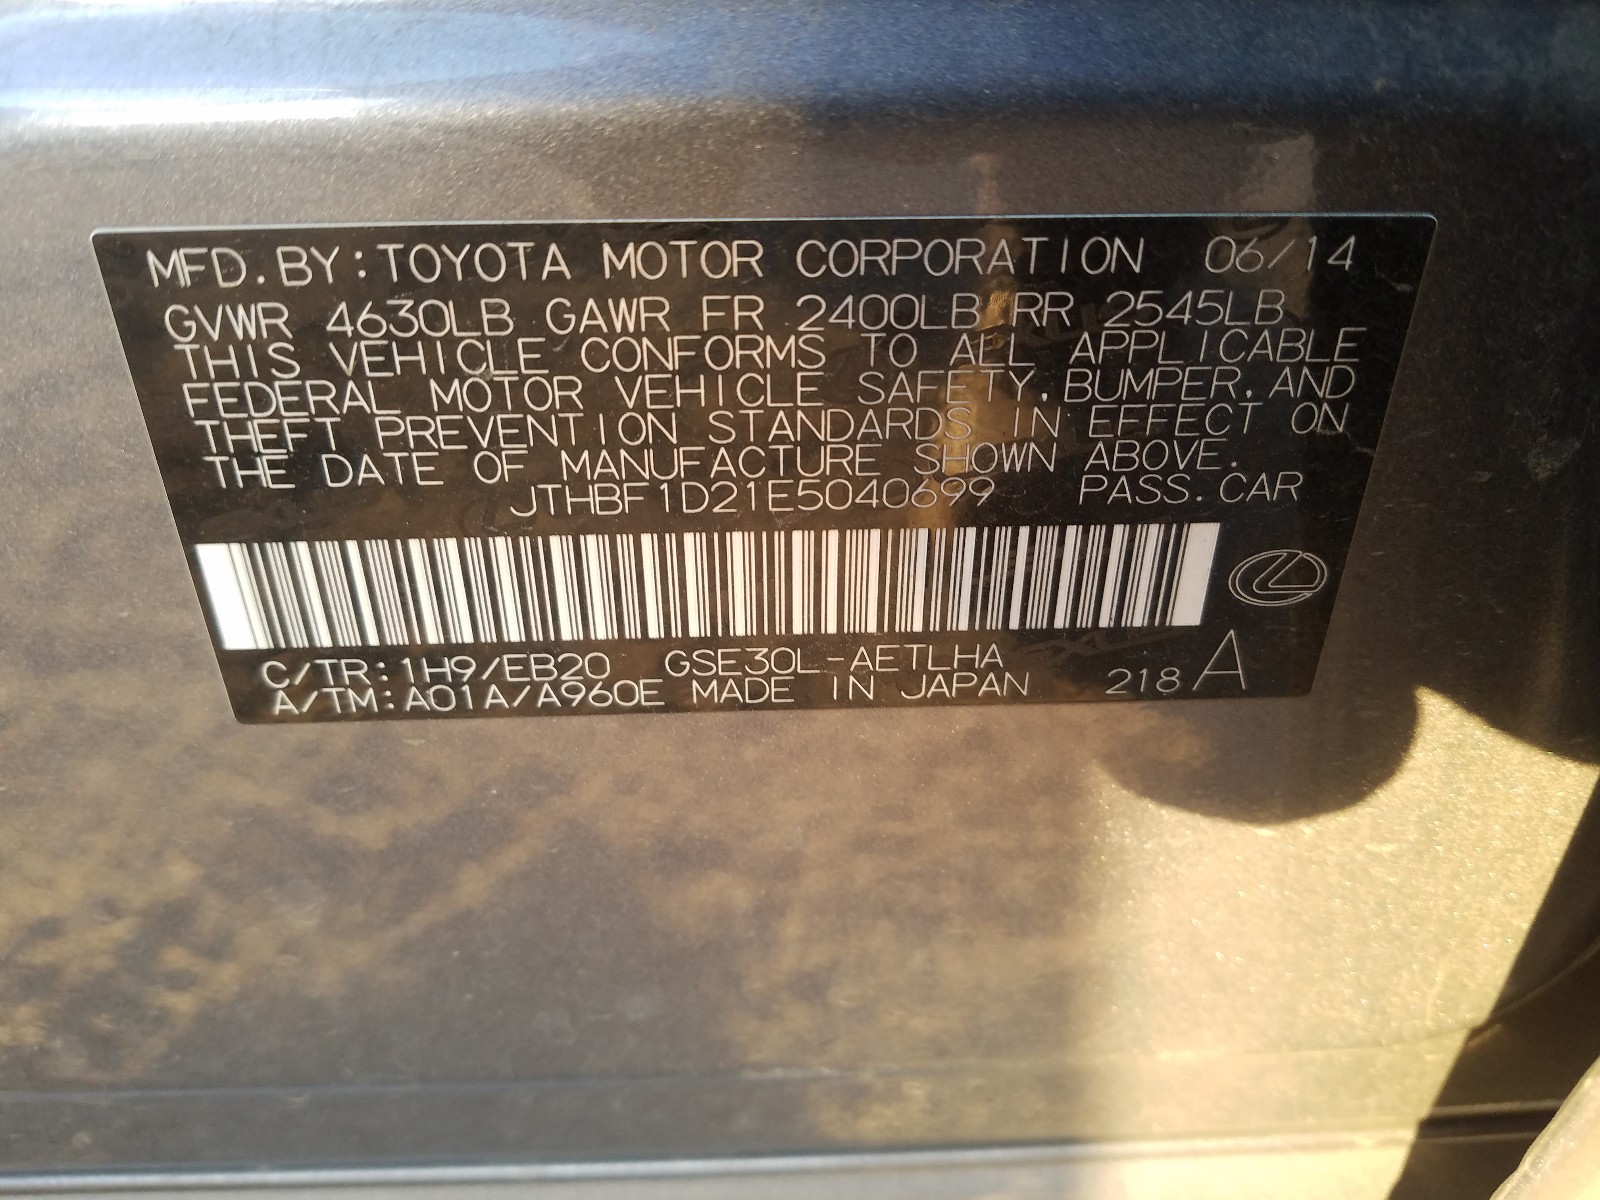 MFD.BY:TOYOTA MOTOR CORPORATION 06/14
GVWR 4630LB GAWR FR 2400LB RR 2545LB
THIS VEHICLE CONFORMS TO ALL APPLICABLE
FEDERAL MOTOR VEHICLE SAFETY,BUMPER,AND
THEFT PREVENTION STANDARDS IN EFFECT ON
THE DATE OF MANUFACTURE SHOWN ABOVE.
JTHBF1D21E5040699 PASS.CAR
C/TR:1H9/EB20 GSE30L-AETLHA
A/TM:A01A/A960E MADE IN JAPAN 218 A